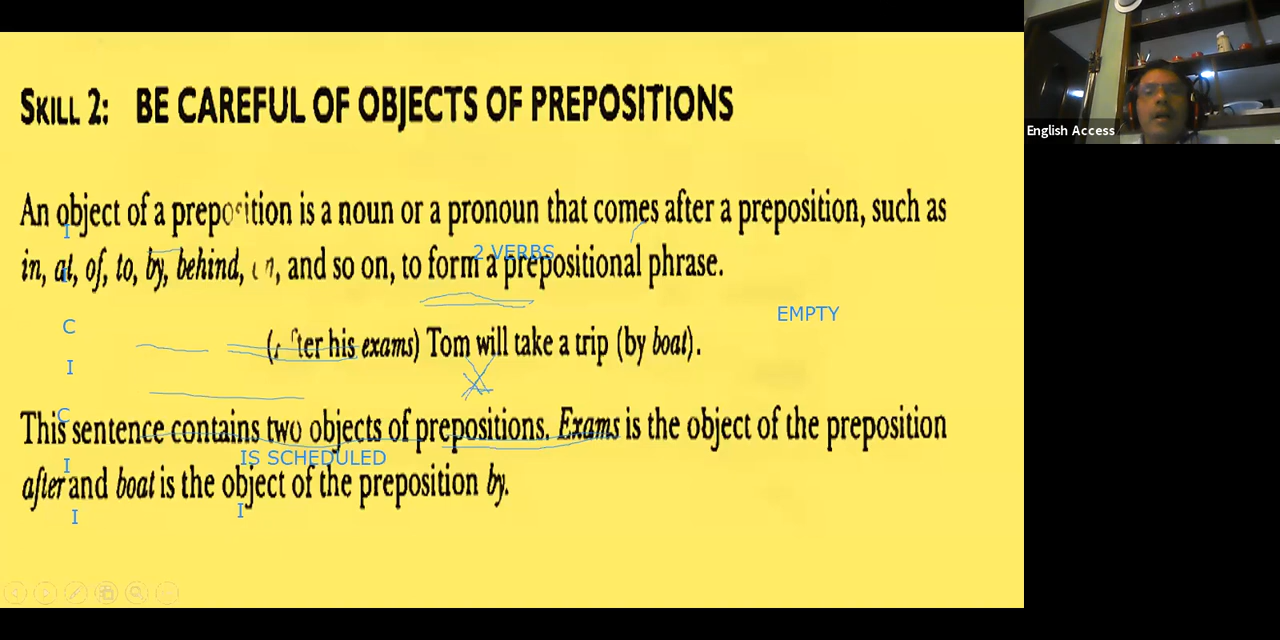 SKILL 2: BE CAREFUL OF OBJECTS OF PREPOSITIONS
English Access
An object of a preposition is a noun or a pronoun that comes after a preposition, such as
I
2 VERBS
in, at, of, to, by, behind, on, and so on, to form a prepositional phrase.
I
EMPTY
C
(After his exams) Tom will take a trip (by boat).
I
C
This sentence contains two objects of prepositions. Exams is the object of the preposition
I
IS SCHEDULED
after and boat is the object of the preposition by.
I
I